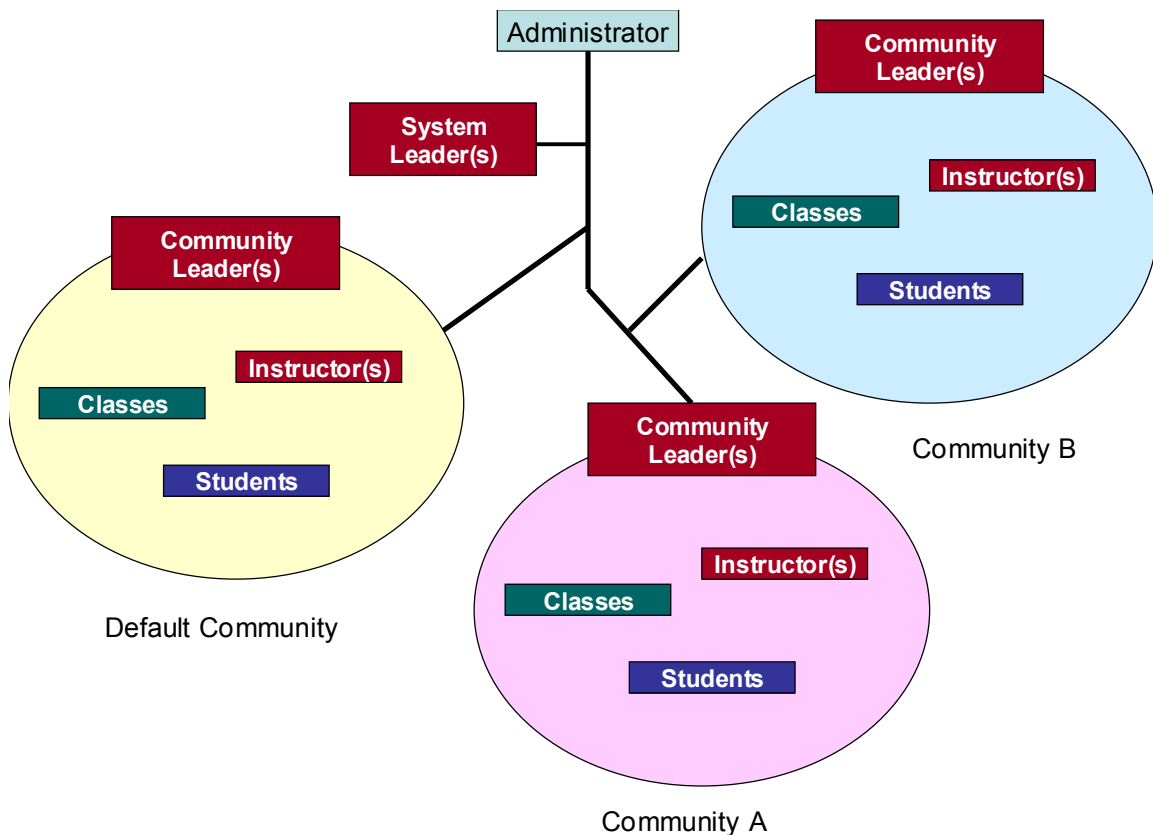 Administrator
System
Leader(s)
Community
Leader(s)
Instructor(s)
Classes
Students
Community B
Community
Leader(s)
Instructor(s)
Classes
Students
Default Community
Community
Leader(s)
Instructor(s)
Classes
Students
Community A